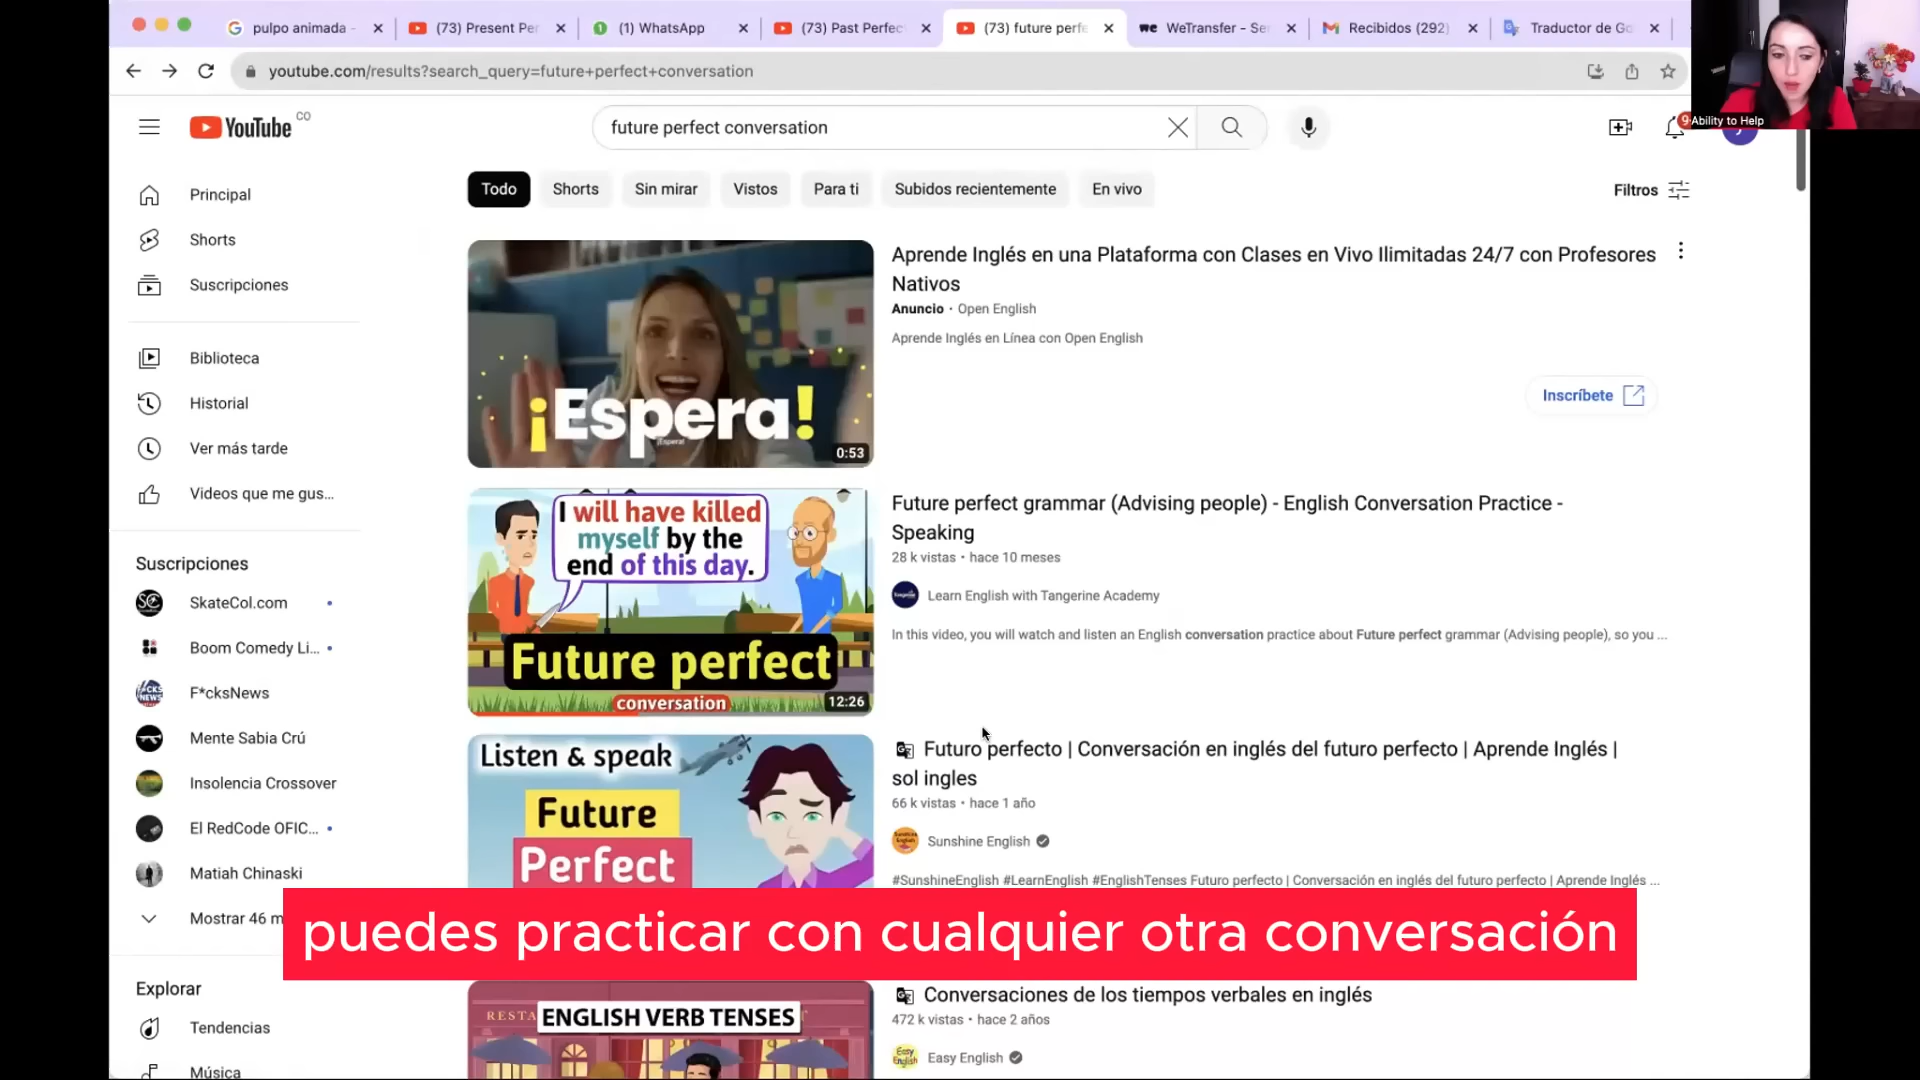 pulpo animada -
(73) Present Per
(1) WhatsApp
(73) Past Perfec
(73) future perfe
WeTransfer - Se
Recibidos (292)
Traductor de Go
youtube.com/results?search_query=future+perfect+conversation
Ability to Help
YouTube CO
future perfect conversation
9
Todo
Shorts
Sin mirar
Vistos
Para ti
Subidos recientemente
En vivo
Filtros
Principal
Shorts
Suscripciones
Biblioteca
Historial
Ver más tarde
Videos que me gus...
Suscripciones
SkateCol.com
Boom Comedy Li...
F*cksNews
Mente Sabia Crú
Insolencia Crossover
El RedCode OFIC...
Matiah Chinaski
Mostrar 46 m
Explorar
Tendencias
Música
¡Espera!
¡Espera!
0:53
Aprende Inglés en una Plataforma con Clases en Vivo Ilimitadas 24/7 con Profesores
Nativos
Anuncio · Open English
Aprende Inglés en Línea con Open English
Inscríbete
I will have killed
myself by the
end of this day.
Future perfect
conversation
12:26
Future perfect grammar (Advising people) - English Conversation Practice -
Speaking
28 k vistas · hace 10 meses
Learn English with Tangerine Academy
In this video, you will watch and listen an English conversation practice about Future perfect grammar (Advising people), so you ...
Listen & speak
Future
Perfect
Futuro perfecto | Conversación en inglés del futuro perfecto | Aprende Inglés |
sol ingles
66 k vistas · hace 1 año
Sunshine English
#SunshineEnglish #LearnEnglish #EnglishTenses Futuro perfecto | Conversación en inglés del futuro perfecto | Aprende Inglés ...
puedes practicar con cualquier otra conversación
RESTA
ENGLISH VERB TENSES
Conversaciones de los tiempos verbales en inglés
472 k vistas · hace 2 años
Easy English